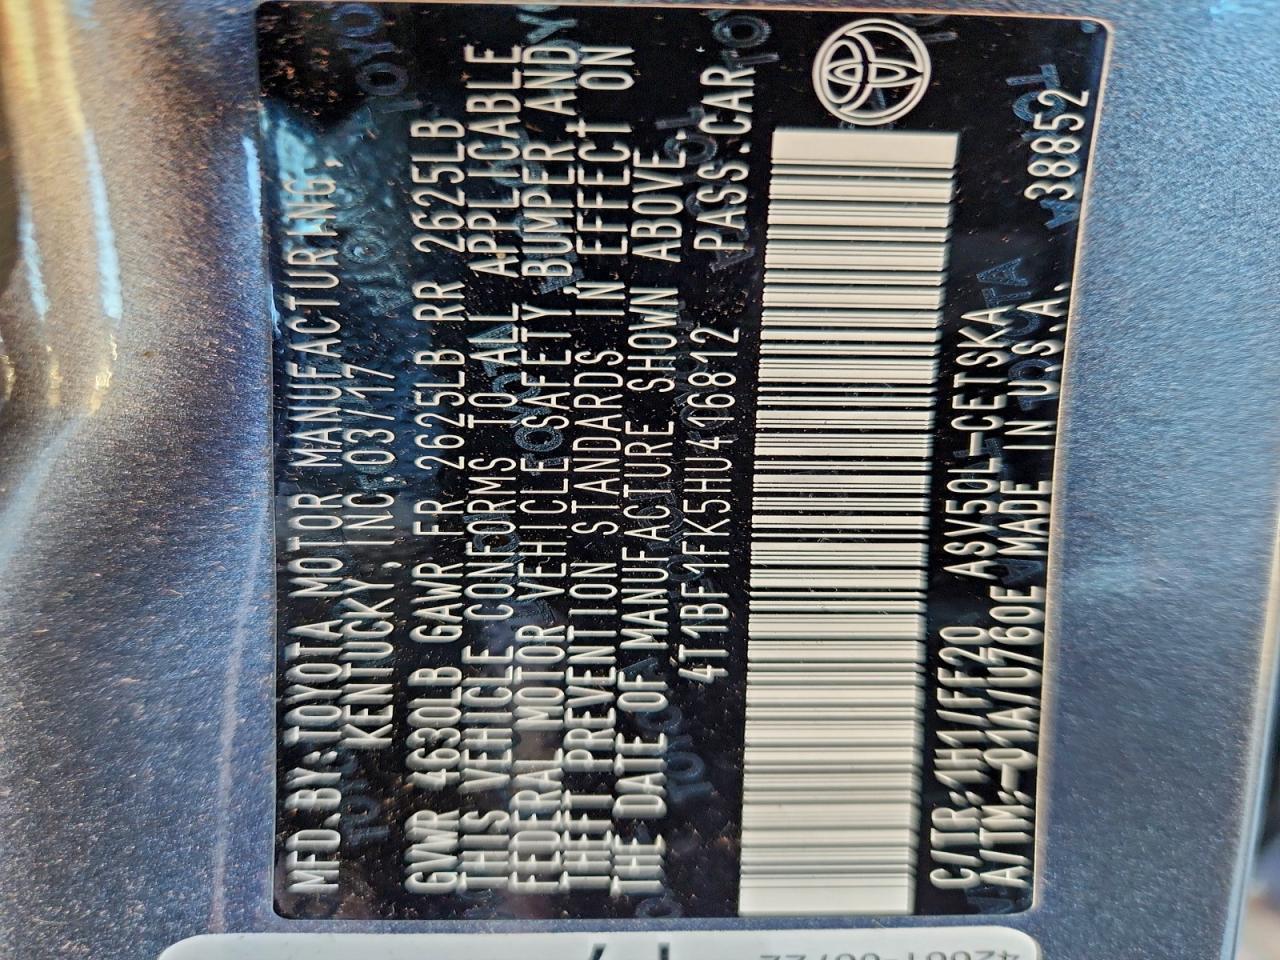 MFD.BY:TOYOTA MOTOR MANUFACTURING,
KENTUCKY, INC. 03/17
GVWR 4630LB GAWR FR 2625LB RR 2625LB
THIS VEHICLE CONFORMS TO ALL APPLICABLE
FEDERAL MOTOR VEHICLE SAFETY, BUMPER AND
THEFT PREVENTION STANDARDS IN EFFECT ON
THE DATE OF MANUFACTURE SHOWN ABOVE.
4T1BF1FK5HU416812 PASS.CAR
C/TR:1H1/FF20 ASV50L-CETSKA
A/TM:-01A/U760E MADE IN U.S.A. 38852